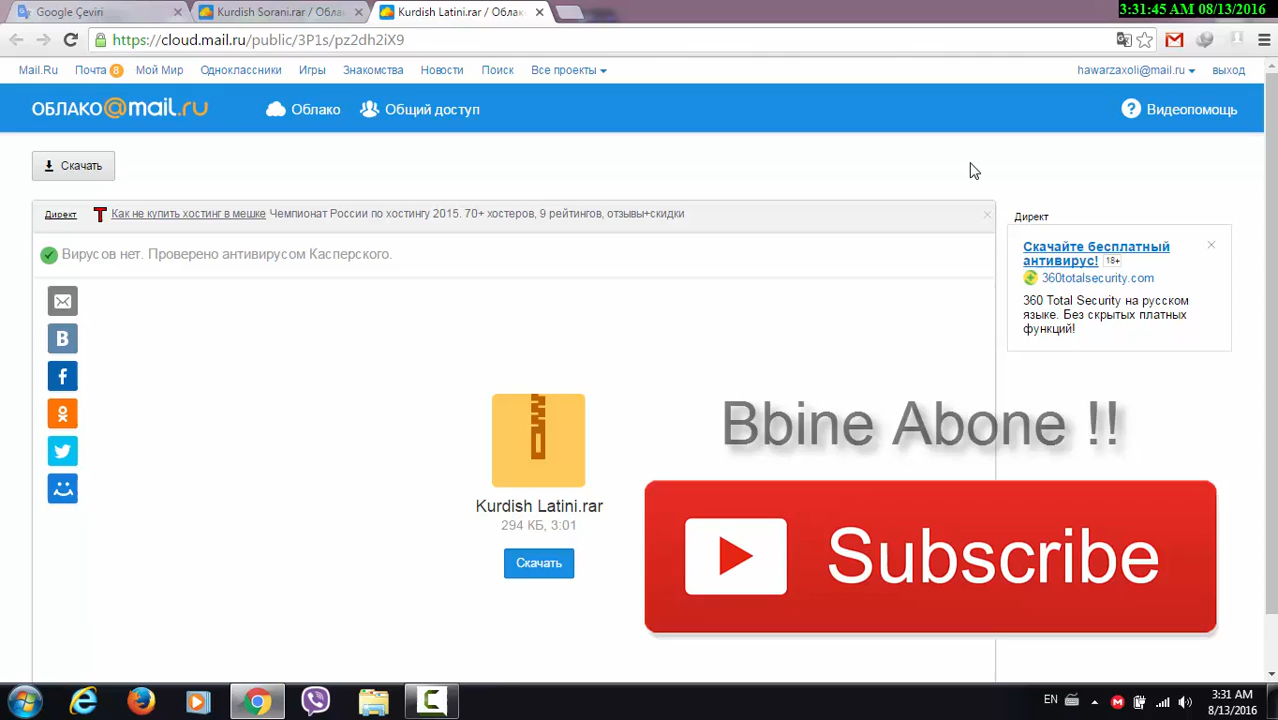 3:31:45 AM 08/13/2016
Google Çeviri
Kurdish Sorani.rar / Обла
Kurdish Latini.rar / Облак
https://cloud.mail.ru/public/3P1s/pz2dh2iX9
Mail.Ru Почта 8 Мой Мир Одноклассники Игры Знакомства Новости Поиск Все проекты
hawarzaxoli@mail.ru выход
ОБЛАКО@mail.ru Облако Общий доступ ? Видеопомощь
Скачать
Директ Как не купить хостинг в мешке Чемпионат России по хостингу 2015. 70+ хостеров, 9 рейтингов, отзывы+скидки
Вирусов нет. Проверено антивирусом Касперского.
Директ
Скачайте бесплатный
антивирус! 18+
360totalsecurity.com
360 Total Security на русском
языке. Без скрытых платных
функций!
Kurdish Latini.rar
294 КБ, 3:01
Скачать
Bbine Abone !!
Subscribe
EN
3:31 AM
8/13/2016